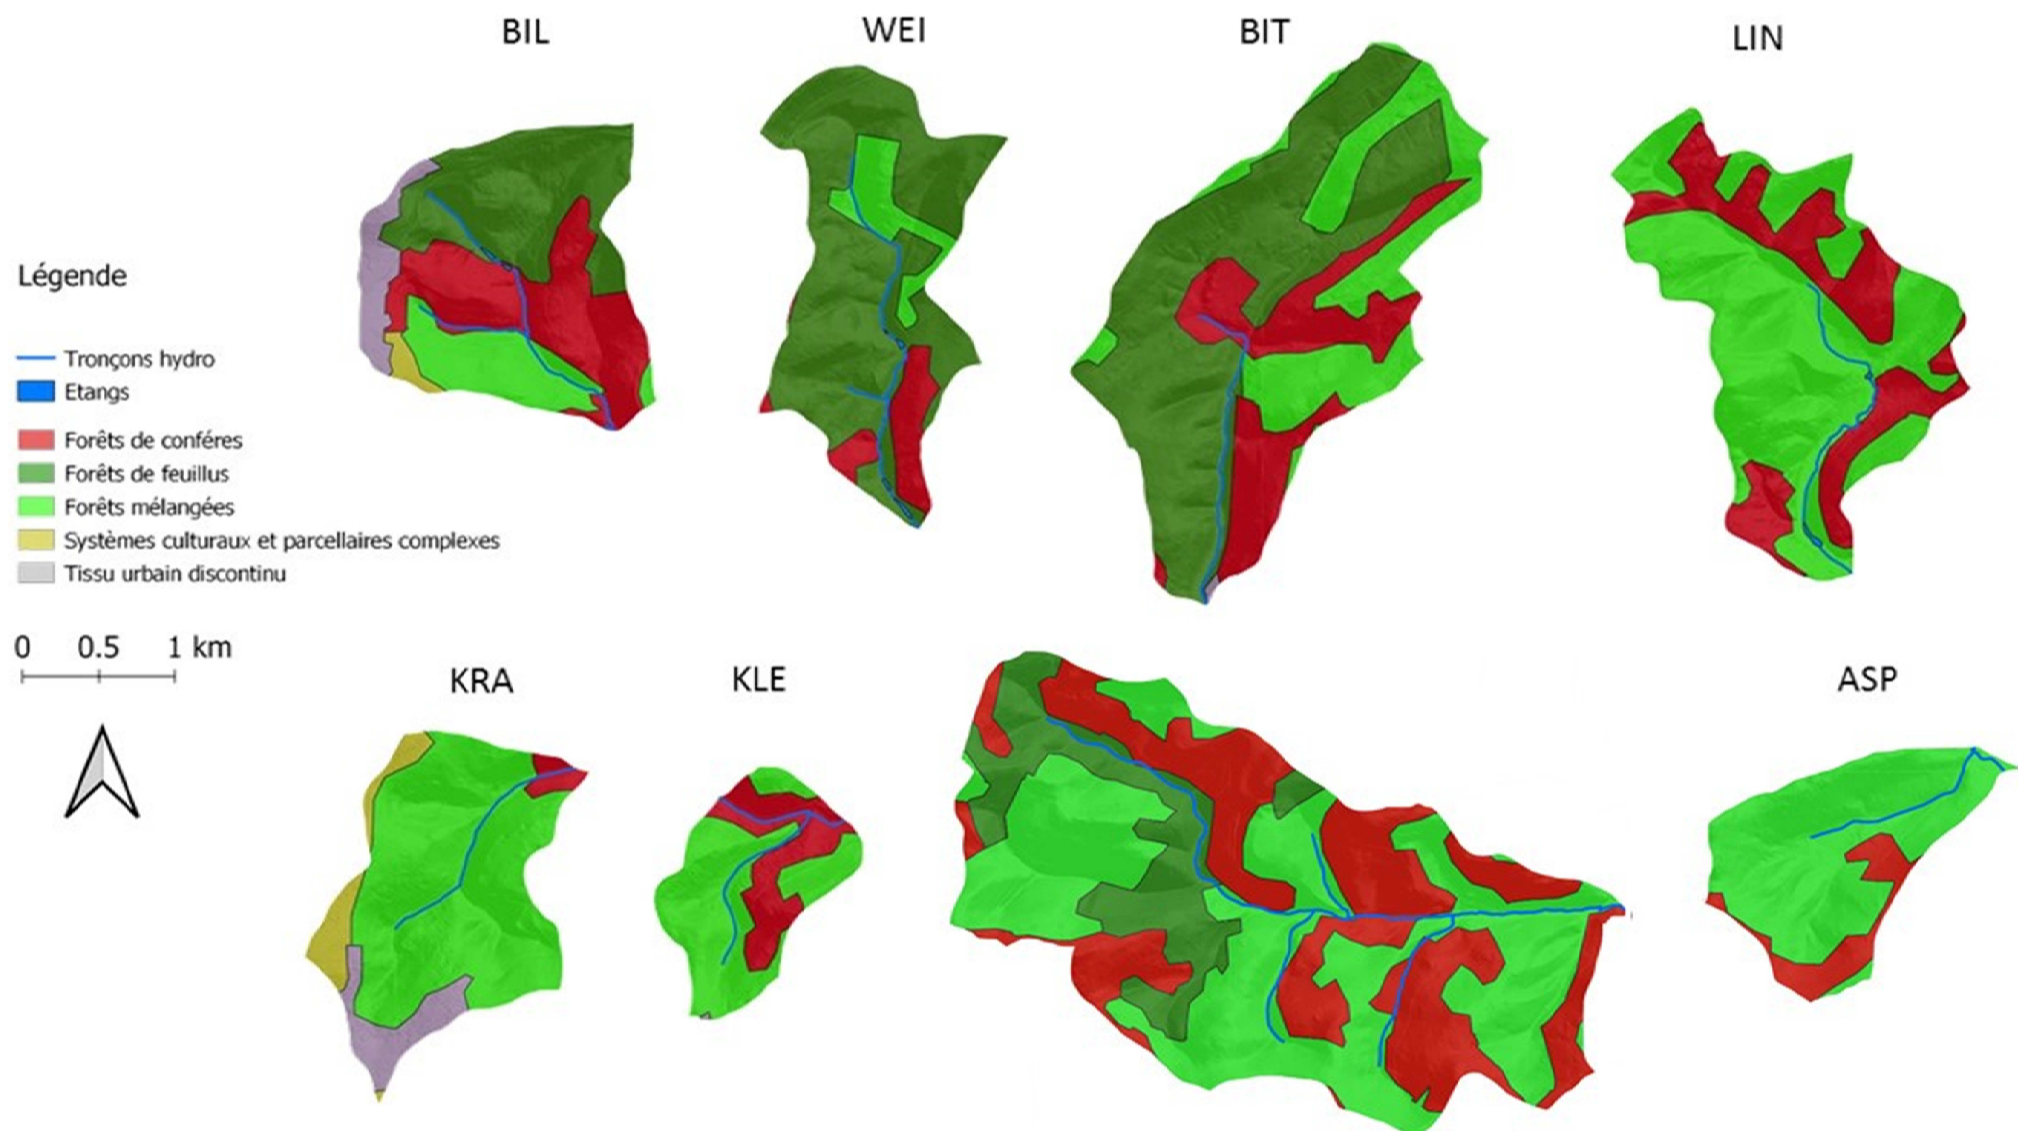 BIL
WEI
BIT
LIN
Légende
Tronçons hydro
Etangs
Forêts de conféres
Forêts de feuillus
Forêts mélangées
Systèmes culturaux et parcellaires complexes
Tissu urbain discontinu
0 0.5 1 km
KRA
KLE
ASP